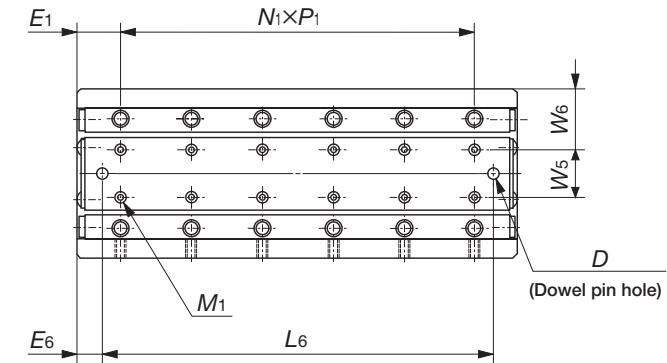 E₁ N₁×P₁
W₆
W₅
D
(Dowel pin hole)
M₁
E₆ L₆